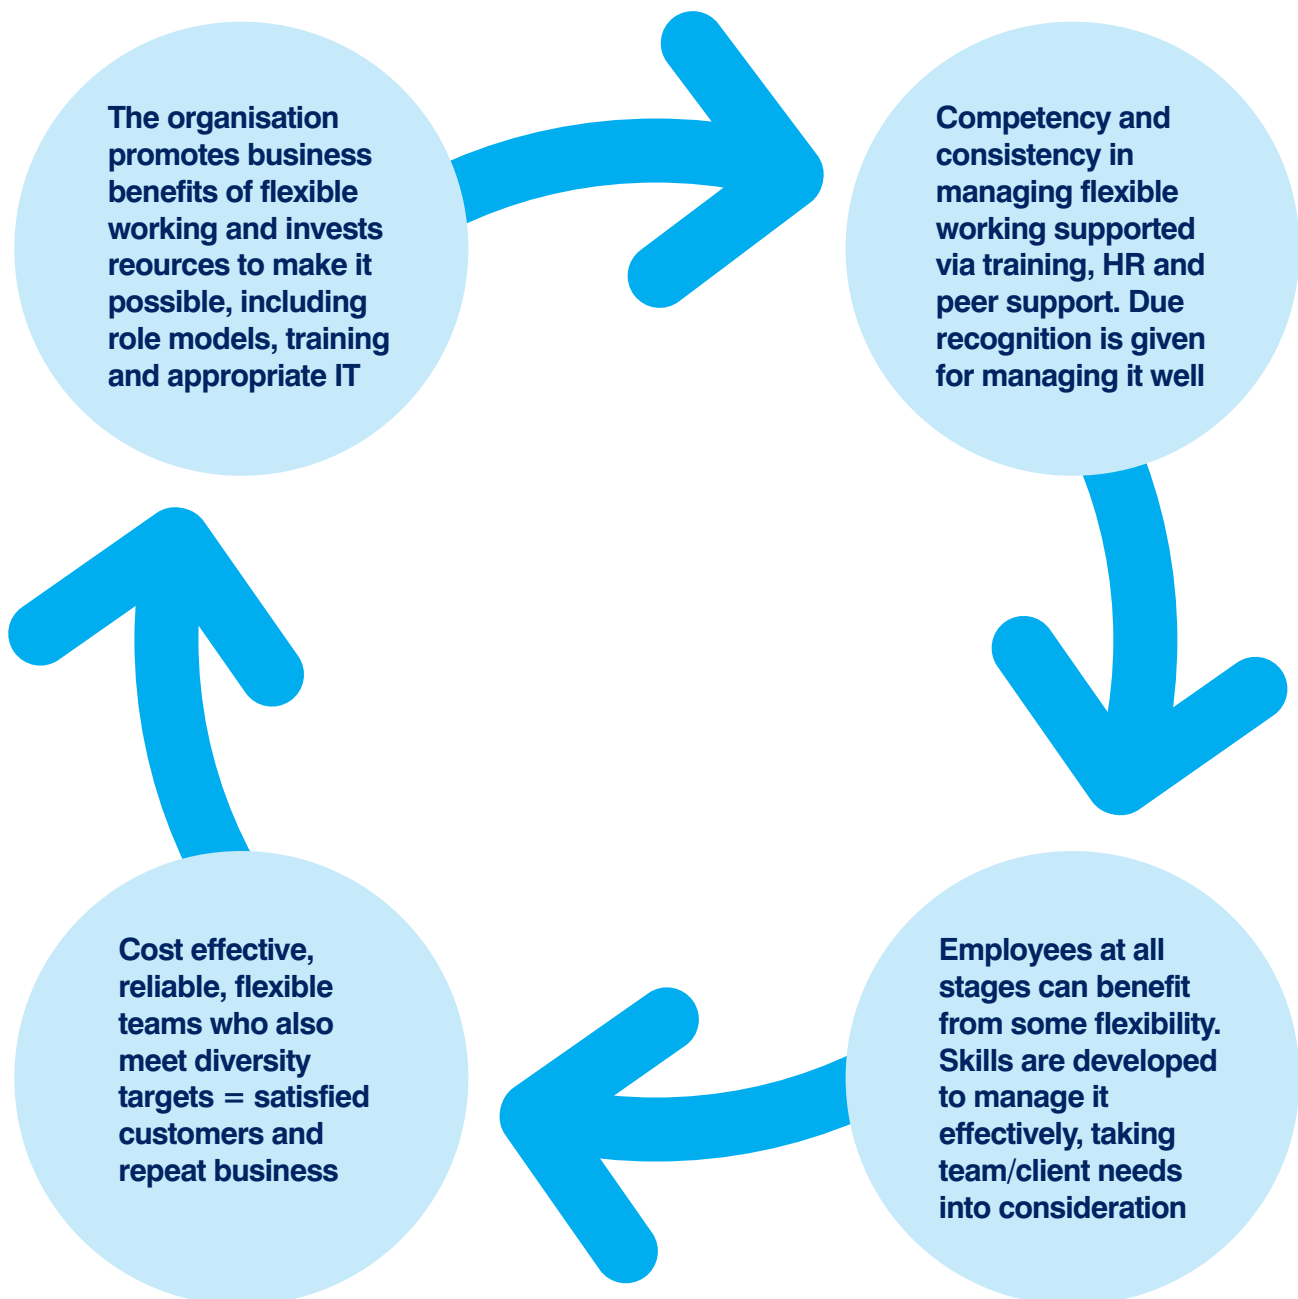 The organisation
promotes business
benefits of flexible
working and invests
reources to make it
possible, including
role models, training
and appropriate IT
Competency and
consistency in
managing flexible
working supported
via training, HR and
peer support. Due
recognition is given
for managing it well
Employees at all
stages can benefit
from some flexibility.
Skills are developed
to manage it
effectively, taking
team/client needs
into consideration
Cost effective,
reliable, flexible
teams who also
meet diversity
targets = satisfied
customers and
repeat business